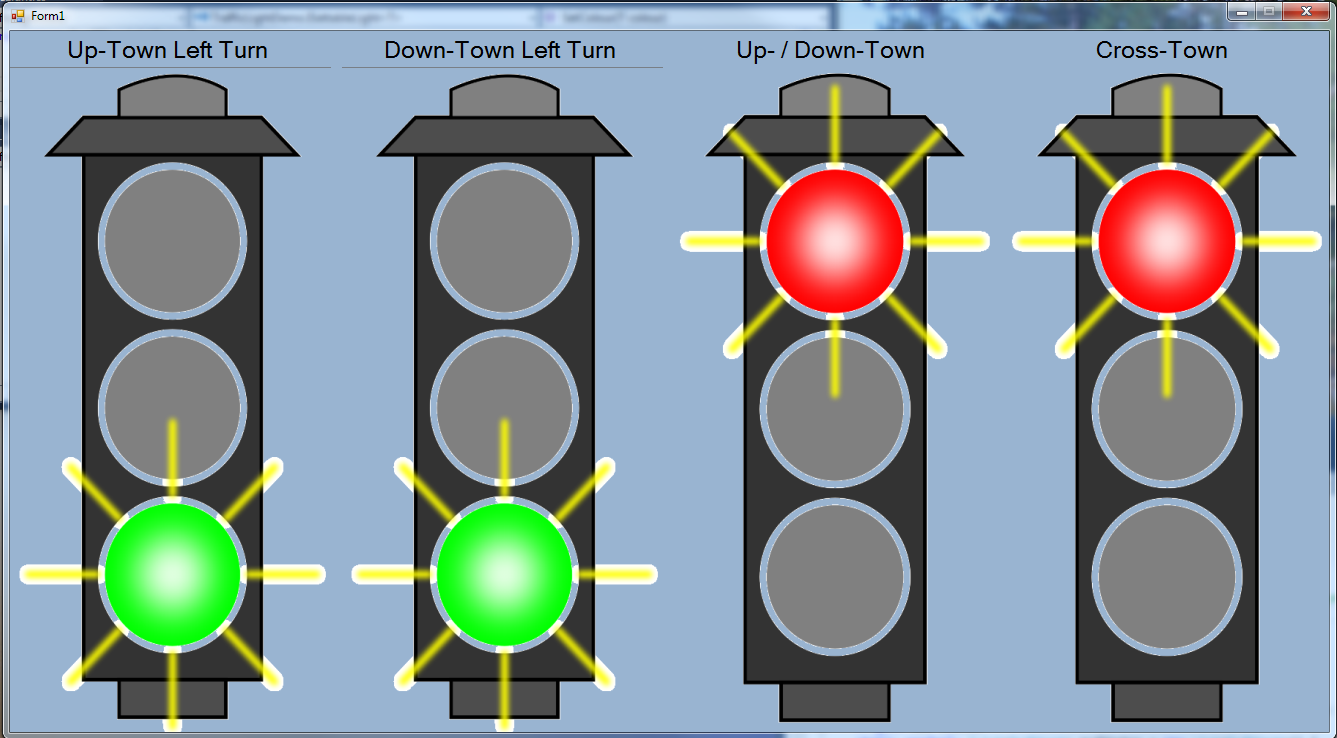 Form1
Up-Town Left Turn
Down-Town Left Turn
Up- / Down-Town
Cross-Town